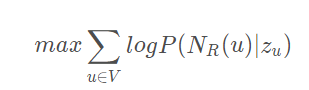 max ∑ logP(N_R(u)|z_u)
u∈V